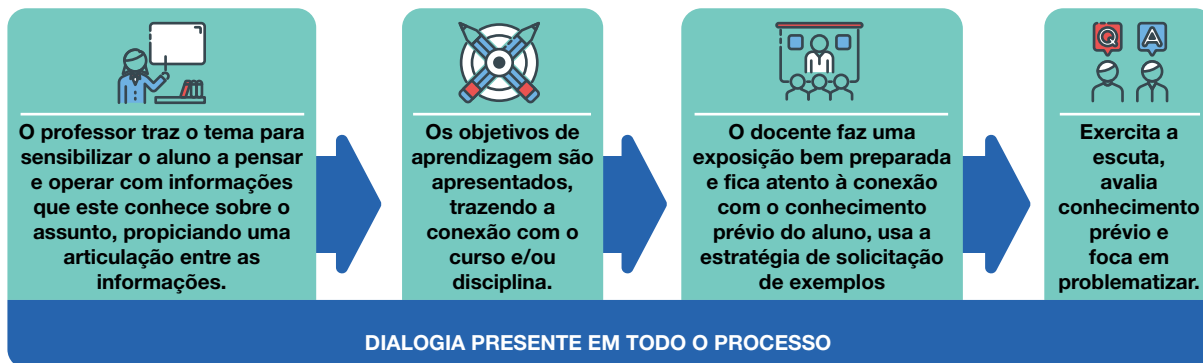 O professor traz o tema para
sensibilizar o aluno a pensar
e operar com informações
que este conhece sobre o
assunto, propiciando uma
articulação entre as
informações.
Os objetivos de
aprendizagem são
apresentados,
trazendo a
conexão com o
curso e/ou
disciplina.
O docente faz uma
exposição bem preparada
e fica atento à conexão
com o conhecimento
prévio do aluno, usa a
estratégia de solicitação
de exemplos
Q A
Exercita a
escuta,
avalia
conhecimento
prévio e
foca em
problematizar.
DIALOGIA PRESENTE EM TODO O PROCESSO